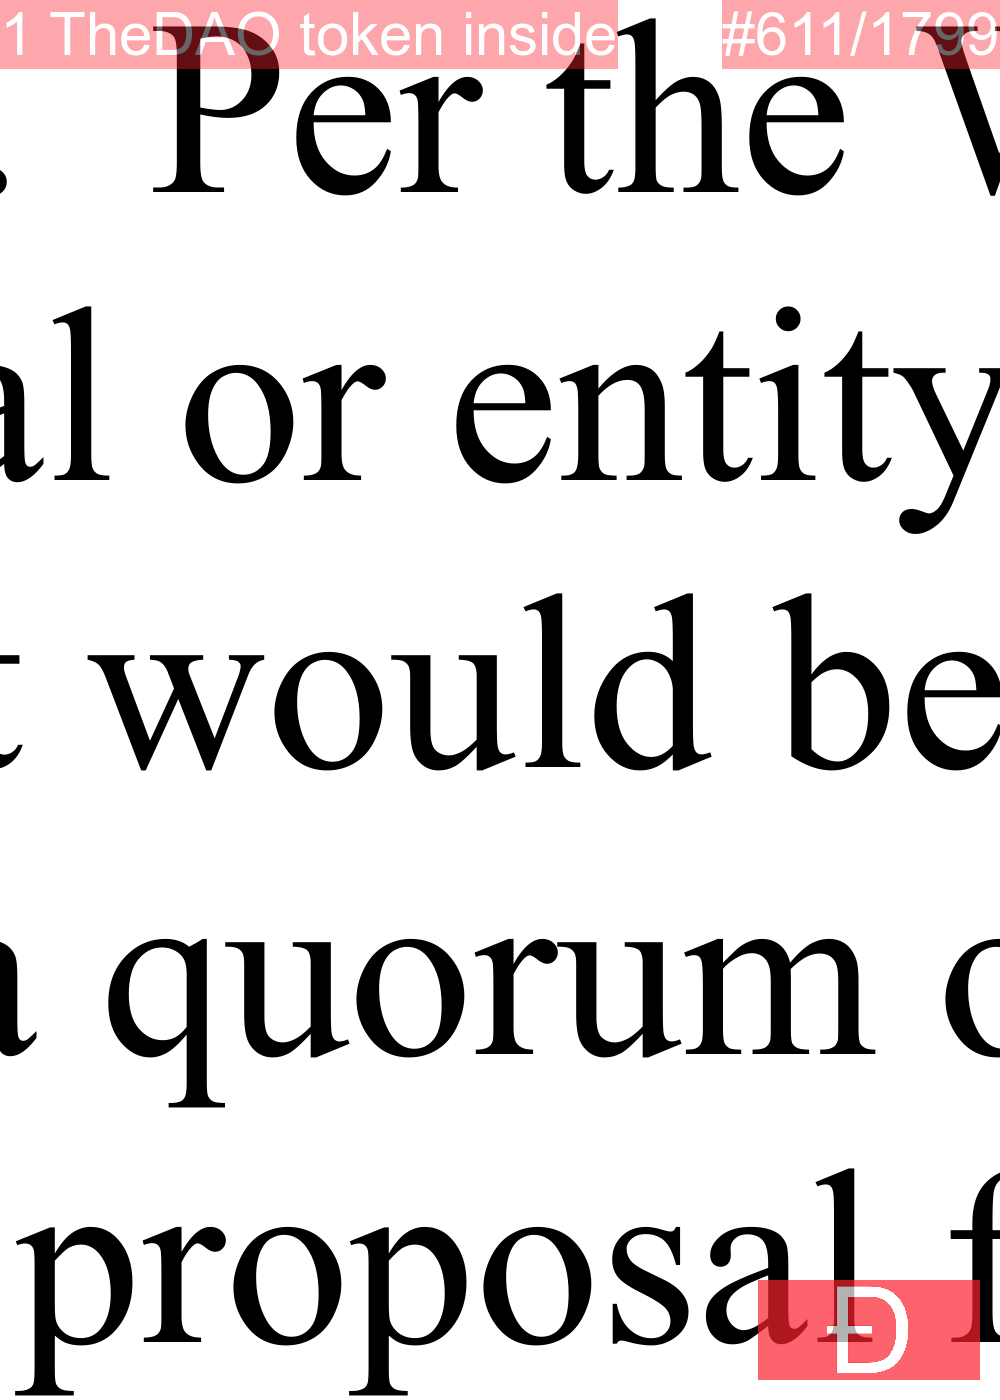 1 TheDAO token inside #611/1799
. Per the V
al or entity
t would be
a quorum o
proposal f
Đ